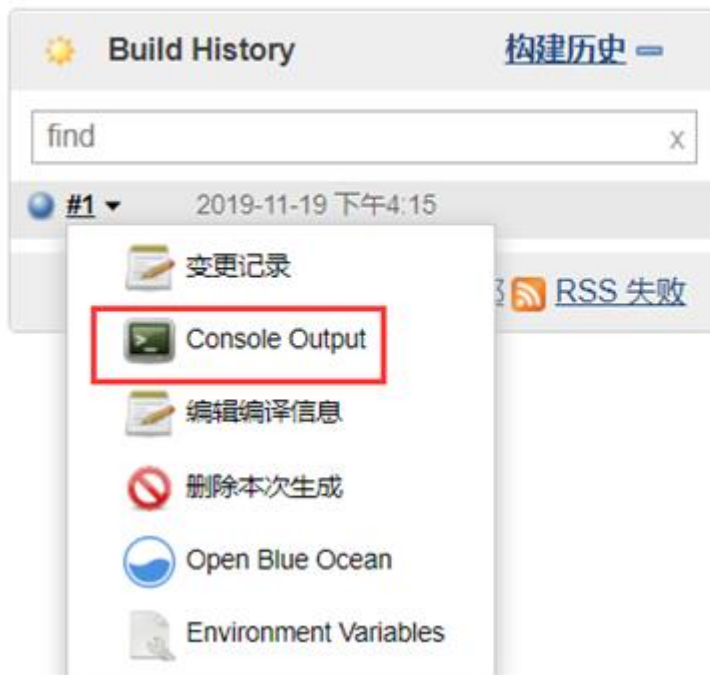 Build History 构建历史
find x
#1 2019-11-19 下午4:15
变更记录
RSS 失败
Console Output
编辑编译信息
删除本次生成
Open Blue Ocean
Environment Variables